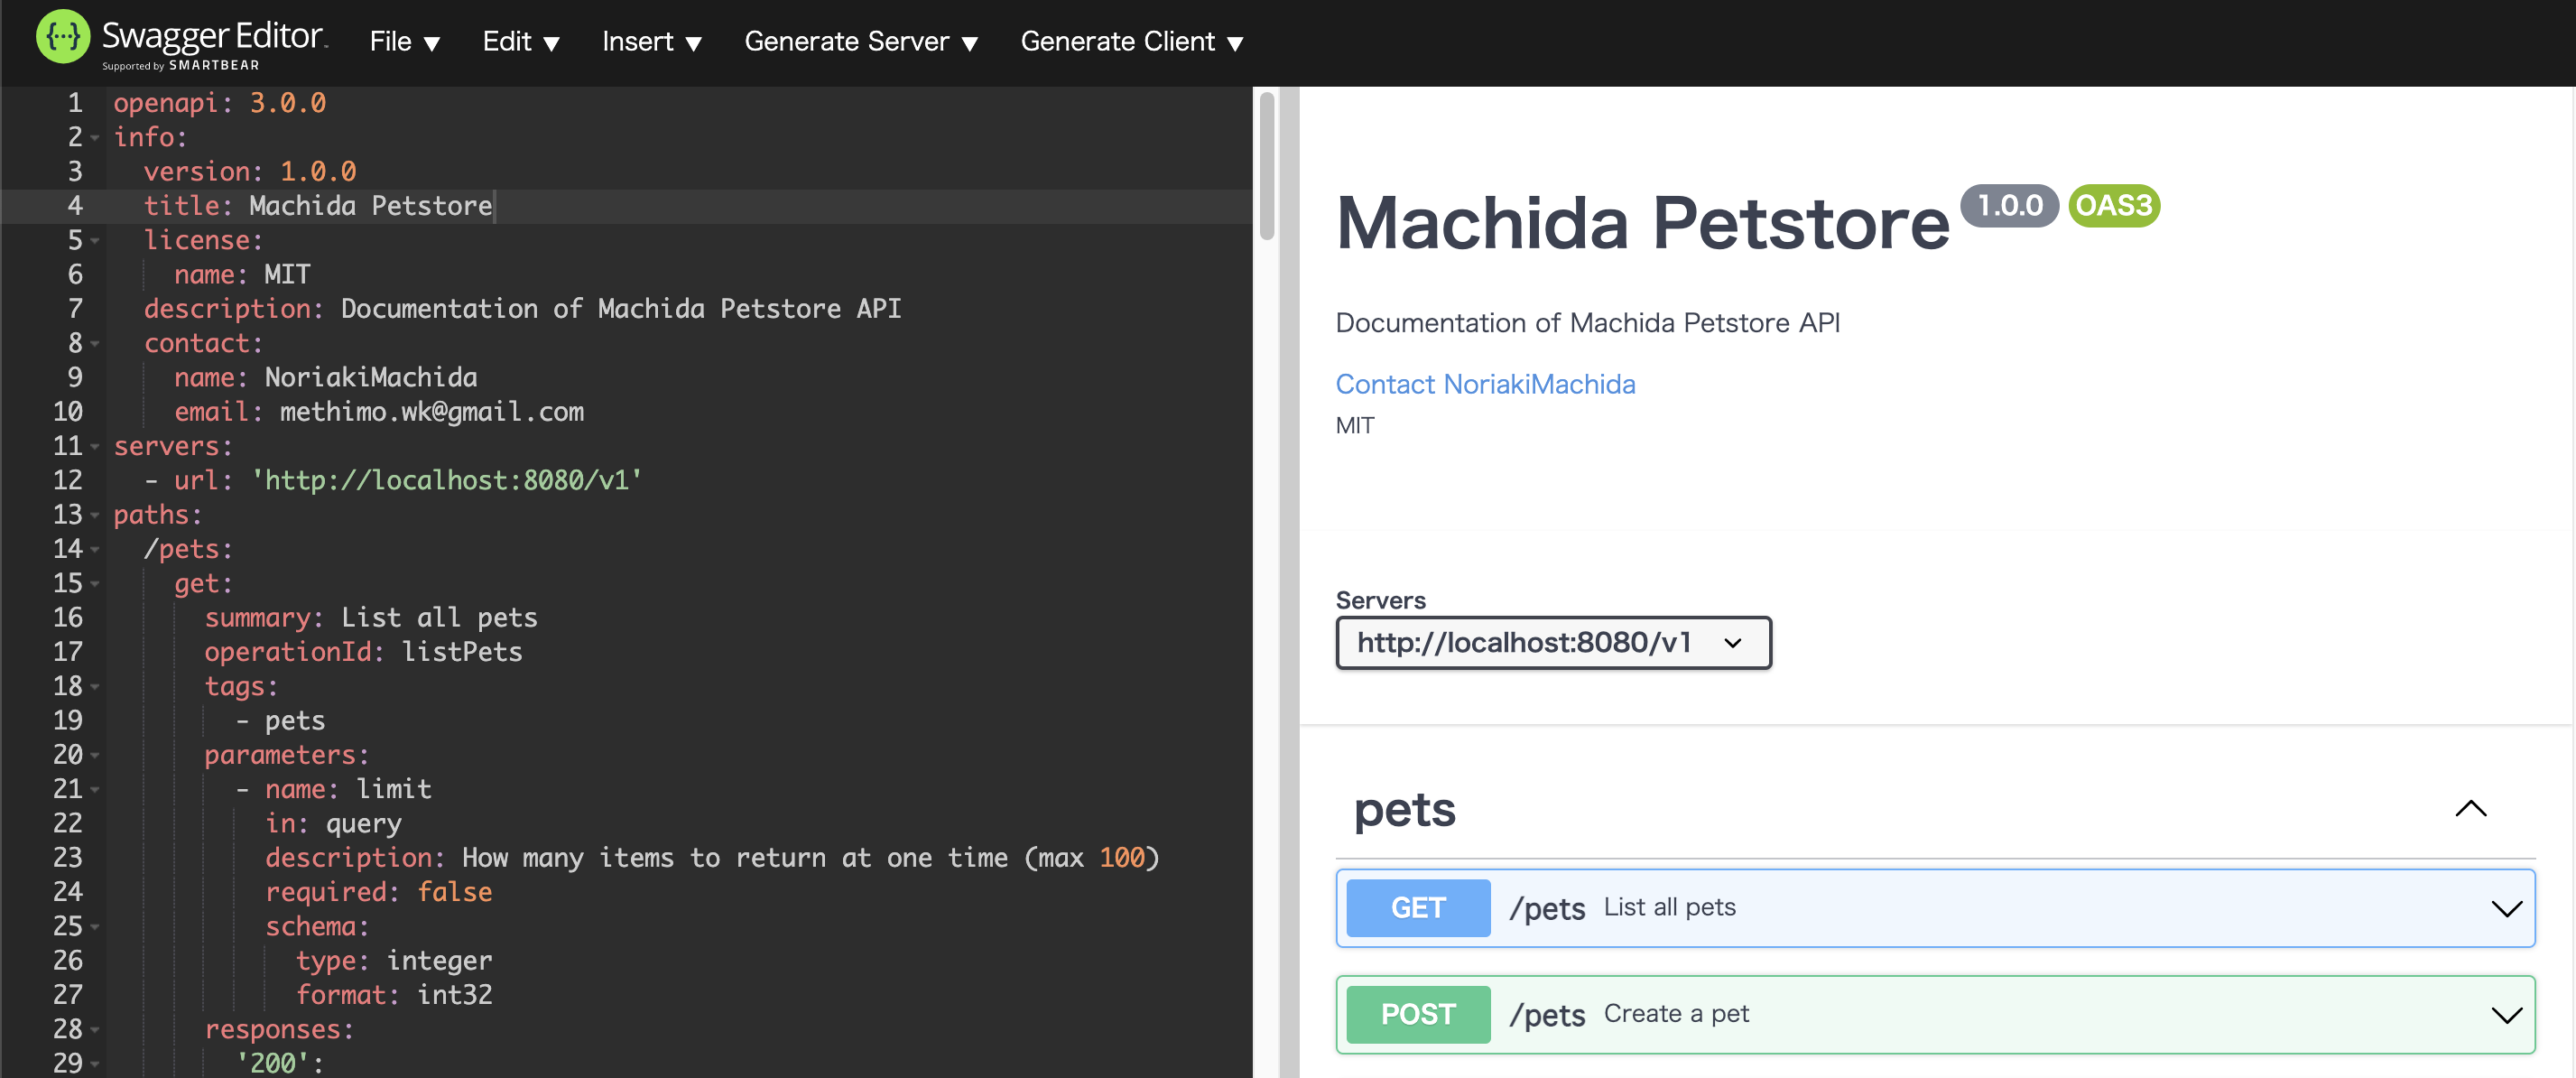 Swagger Editor
Supported by SMARTBEAR
File ▼ Edit ▼ Insert ▼ Generate Server ▼ Generate Client ▼
1 openapi: 3.0.0
2 info:
3   version: 1.0.0
4   title: Machida Petstore
5   license:
6     name: MIT
7   description: Documentation of Machida Petstore API
8   contact:
9     name: NoriakiMachida
10     email: methimo.wk@gmail.com
11 servers:
12   - url: 'http://localhost:8080/v1'
13 paths:
14   /pets:
15     get:
16       summary: List all pets
17       operationId: listPets
18       tags:
19         - pets
20       parameters:
21         - name: limit
22           in: query
23           description: How many items to return at one time (max 100)
24           required: false
25           schema:
26             type: integer
27             format: int32
28       responses:
29         '200':
Machida Petstore 1.0.0 OAS3
Documentation of Machida Petstore API
Contact NoriakiMachida
MIT
Servers
http://localhost:8080/v1
pets
GET /pets List all pets
POST /pets Create a pet